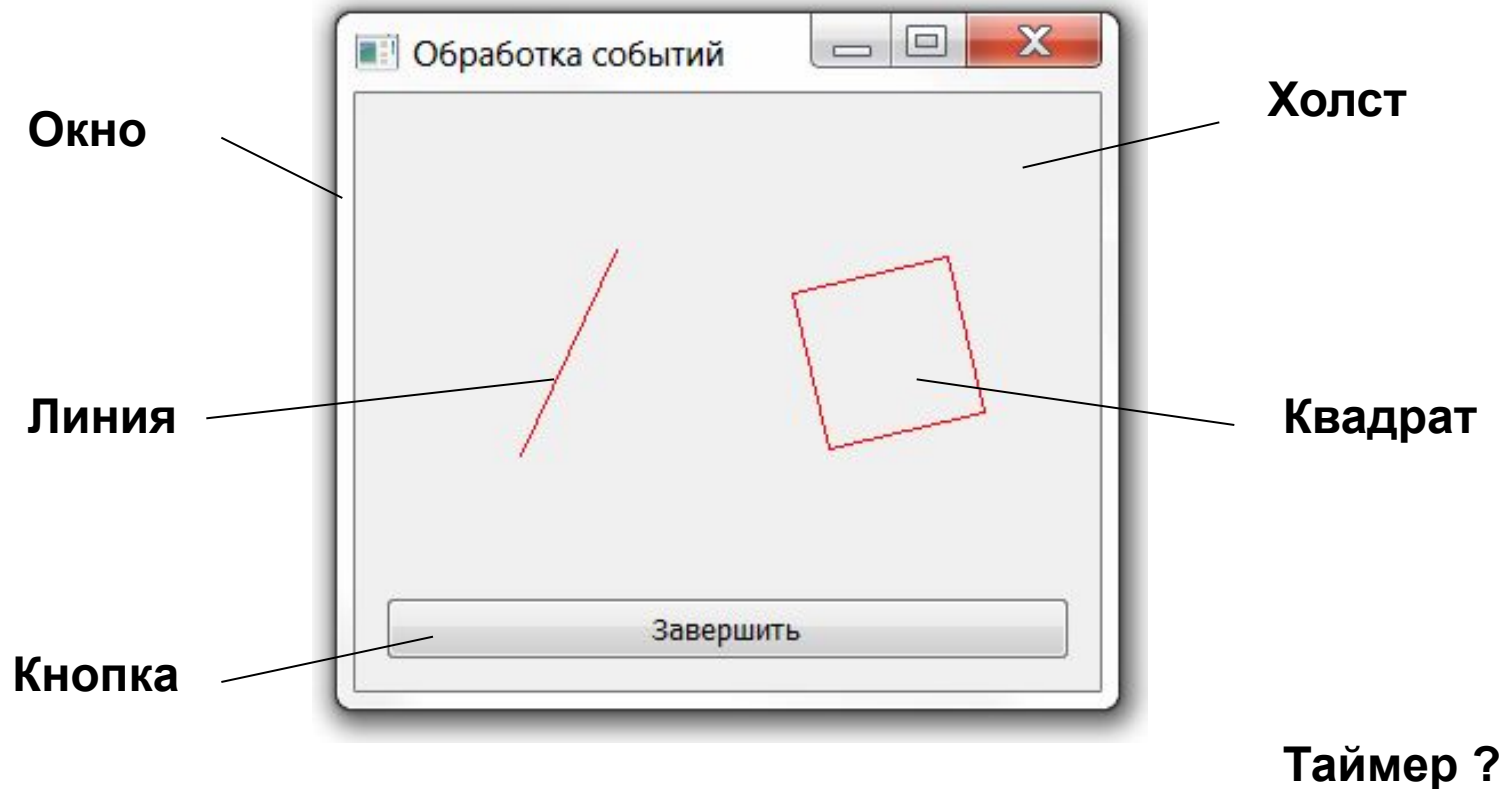 Обработка событий
Холст
Окно
Линия
Квадрат
Завершить
Кнопка
Таймер ?